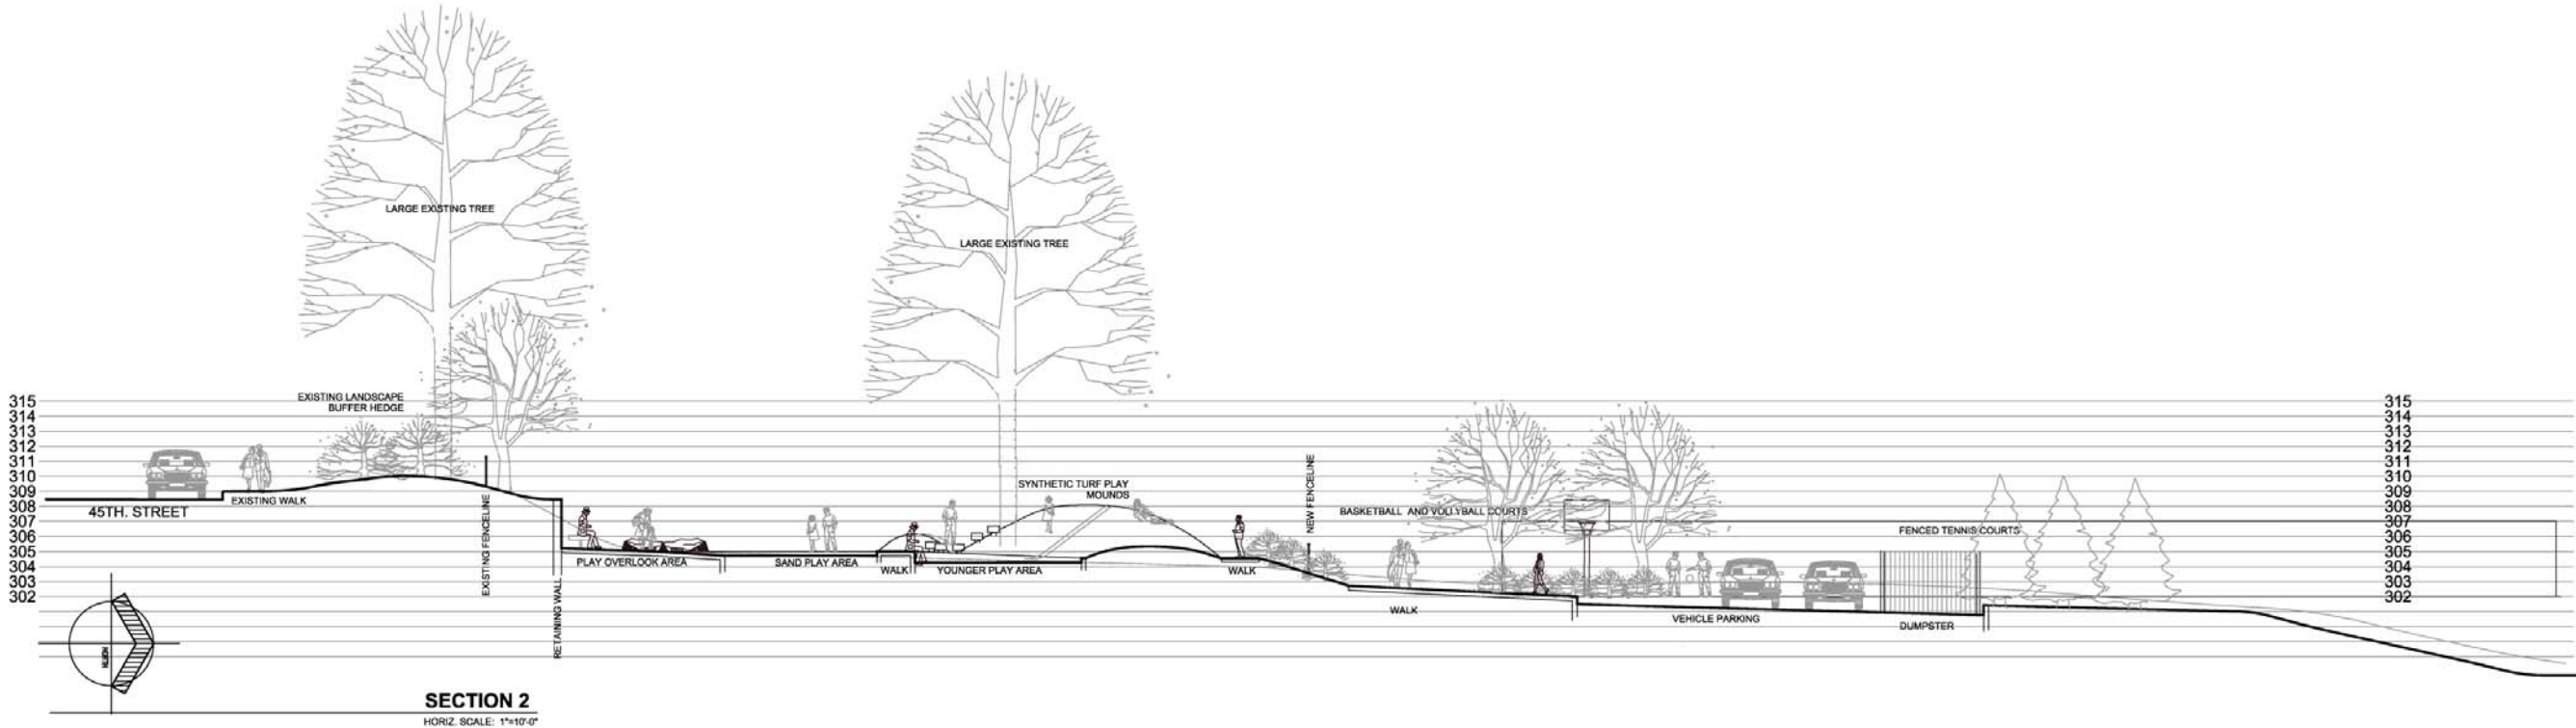 LARGE EXISTING TREE
LARGE EXISTING TREE
EXISTING LANDSCAPE
BUFFER HEDGE
315
314
313
312
311
310
309
308
307
306
305
304
303
302
45TH. STREET
EXISTING WALK
EXISTING FENCELINE
RETAINING WALL
PLAY OVERLOOK AREA
SAND PLAY AREA
WALK
YOUNGER PLAY AREA
SYNTHETIC TURF PLAY
MOUNDS
WALK
NEW FENCELINE
BASKETBALL AND VOLLYBALL COURTS
WALK
VEHICLE PARKING
DUMPSTER
FENCED TENNIS COURTS
315
314
313
312
311
310
309
308
307
306
305
304
303
302
NORTH
SECTION 2
HORIZ. SCALE: 1"=10'-0"